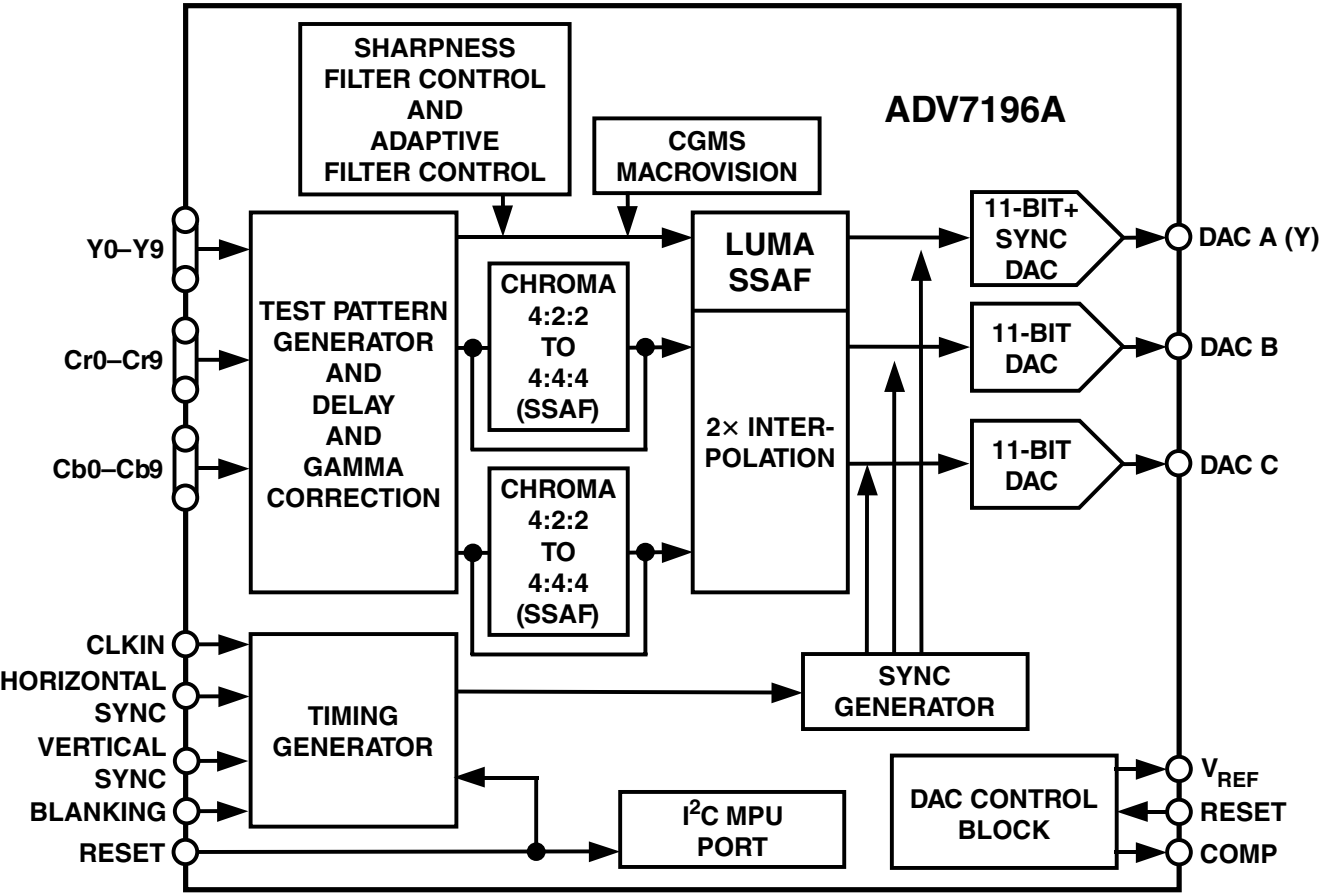 SHARPNESS
FILTER CONTROL
AND
ADAPTIVE
FILTER CONTROL
ADV7196A
CGMS
MACROVISION
Y0–Y9
Cr0–Cr9
Cb0–Cb9
TEST PATTERN
GENERATOR
AND
DELAY
AND
GAMMA
CORRECTION
CHROMA
4:2:2
TO
4:4:4
(SSAF)
CHROMA
4:2:2
TO
4:4:4
(SSAF)
LUMA
SSAF
2× INTER-
POLATION
11-BIT+
SYNC
DAC
DAC A (Y)
11-BIT
DAC
DAC B
11-BIT
DAC
DAC C
CLKIN
HORIZONTAL
SYNC
VERTICAL
SYNC
BLANKING
RESET
TIMING
GENERATOR
SYNC
GENERATOR
I²C MPU
PORT
DAC CONTROL
BLOCK
V_REF
RESET
COMP